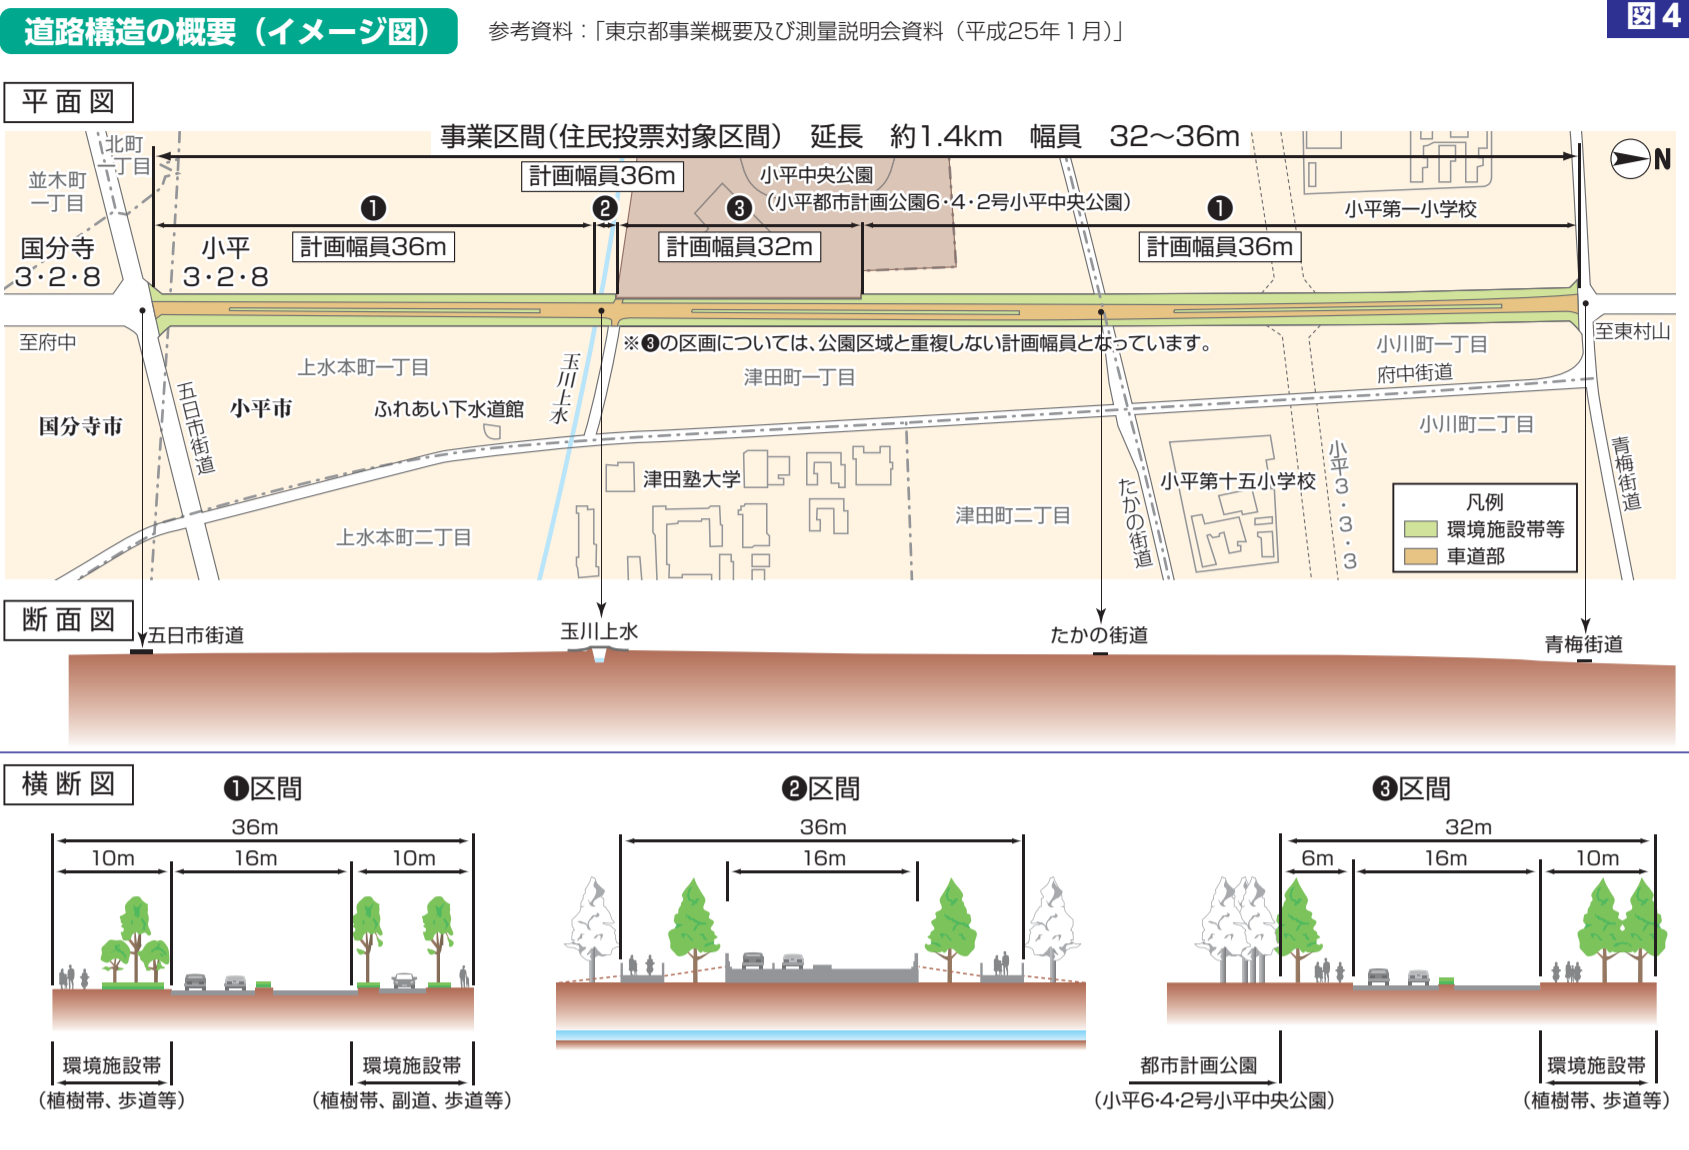 道路構造の概要（イメージ図）
参考資料：「東京都事業概要及び測量説明会資料（平成25年１月）」
図4
平面図
事業区間（住民投票対象区間）　延長　約1.4km　幅員　32〜36m
N
北町
一丁目
並木町
一丁目
計画幅員36m
小平中央公園
（小平都市計画公園6・4・2号小平中央公園）
小平第一小学校
❶
❷
❸
❶
国分寺
3・2・8
小平
3・2・8
計画幅員36m
計画幅員32m
計画幅員36m
至府中
至東村山
※❸の区画については、公園区域と重複しない計画幅員となっています。
上水本町一丁目
玉川上水
津田町一丁目
小川町一丁目
府中街道
五日市街道
小平市
ふれあい下水道館
国分寺市
小川町二丁目
青梅街道
津田塾大学
小平第十五小学校
小平3・3・3
たかの街道
上水本町二丁目
津田町二丁目
凡例
環境施設帯等
車道部
断面図
五日市街道
玉川上水
たかの街道
青梅街道
横断図
❶区間
36m
10m
16m
10m
環境施設帯
（植樹帯、歩道等）
環境施設帯
（植樹帯、副道、歩道等）
❷区間
36m
16m
❸区間
32m
6m
16m
10m
都市計画公園
（小平6・4・2号小平中央公園）
環境施設帯
（植樹帯、歩道等）